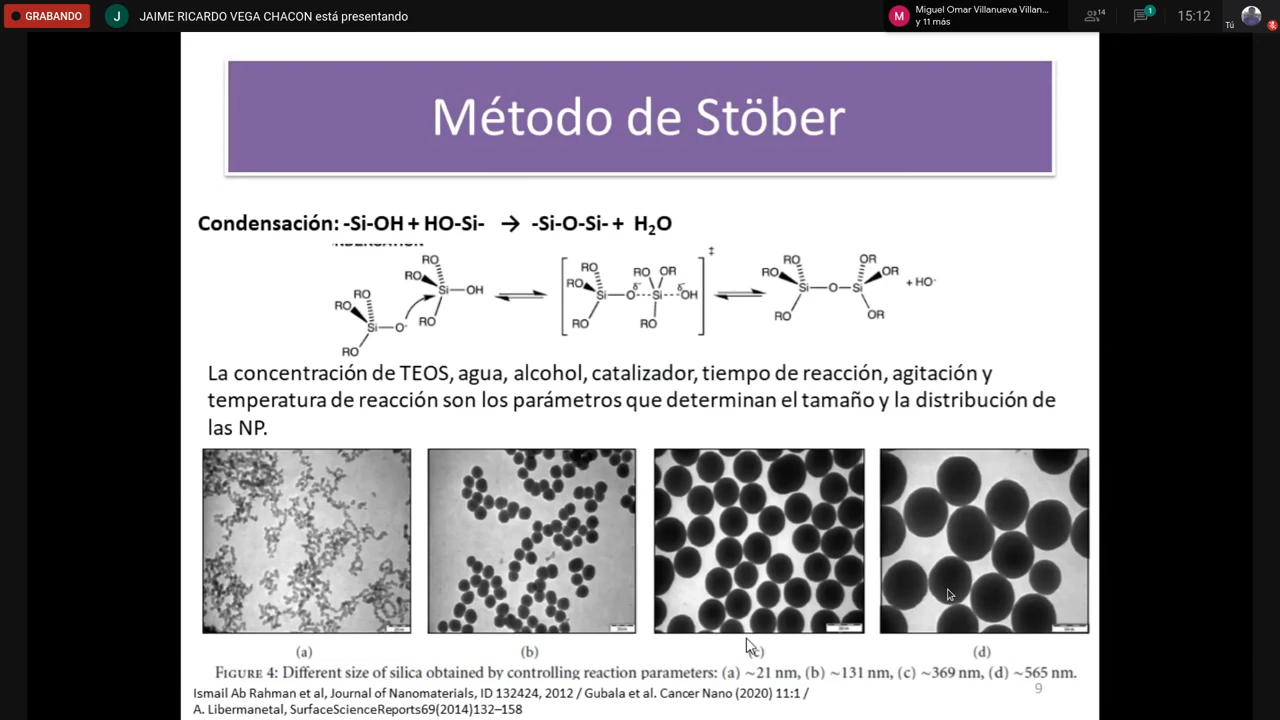 GRABANDO
J
JAIME RICARDO VEGA CHACON está presentando
M
Miguel Omar Villanueva Villan...
y 11 más
14
1
15:12
Tú
Método de Stöber
Condensación: -Si-OH + HO-Si- → -Si-O-Si- + H₂O
RO RO Si OH RO
RO RO Si O⁻ RO
RO RO Si O RO OR Si OH RO RO δ⁻ δ⁻ ‡
RO RO Si O Si OR OR RO OR + HO⁻
La concentración de TEOS, agua, alcohol, catalizador, tiempo de reacción, agitación y
temperatura de reacción son los parámetros que determinan el tamaño y la distribución de
las NP.
(a) (b) (c) (d)
FIGURE 4: Different size of silica obtained by controlling reaction parameters: (a) ~21 nm, (b) ~131 nm, (c) ~369 nm, (d) ~565 nm.
9
Ismail Ab Rahman et al, Journal of Nanomaterials, ID 132424, 2012 / Gubala et al. Cancer Nano (2020) 11:1 /
A. Libermanetal, SurfaceScienceReports69(2014)132–158